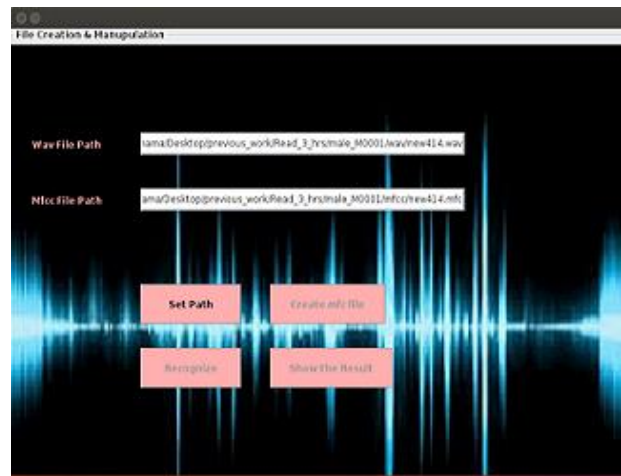 File Creation & Manupulation
Wav File Path
ama/Desktop/previous_work/Read_3_hrs/male_M0001/wav/new414.wav
Mfcc File Path
ama/Desktop/previous_work/Read_3_hrs/male_M0001/mfcc/new414.mfc
Set Path
Create mfc file
Recognize
Show the Result